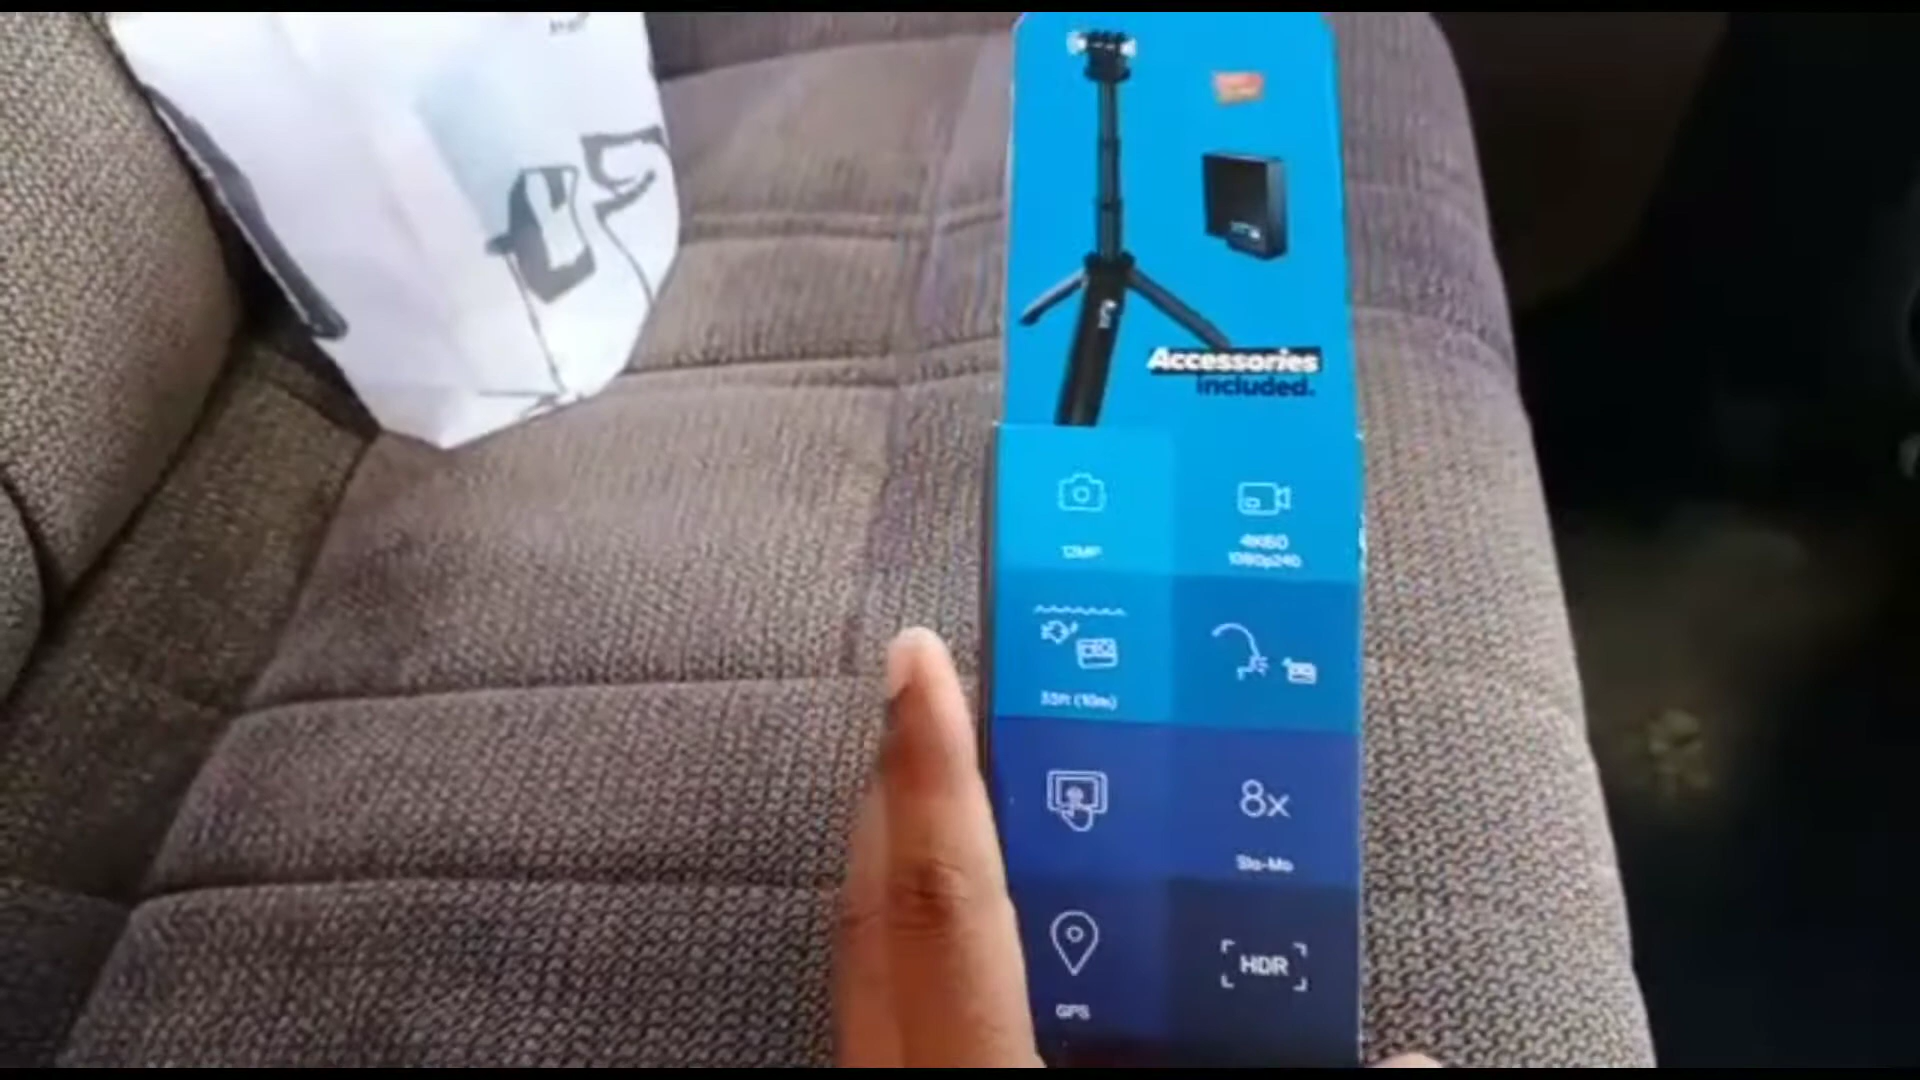 Accessories
included.
12MP
4K60
1080p240
33ft (10m)
8x
Slo-Mo
GPS
HDR